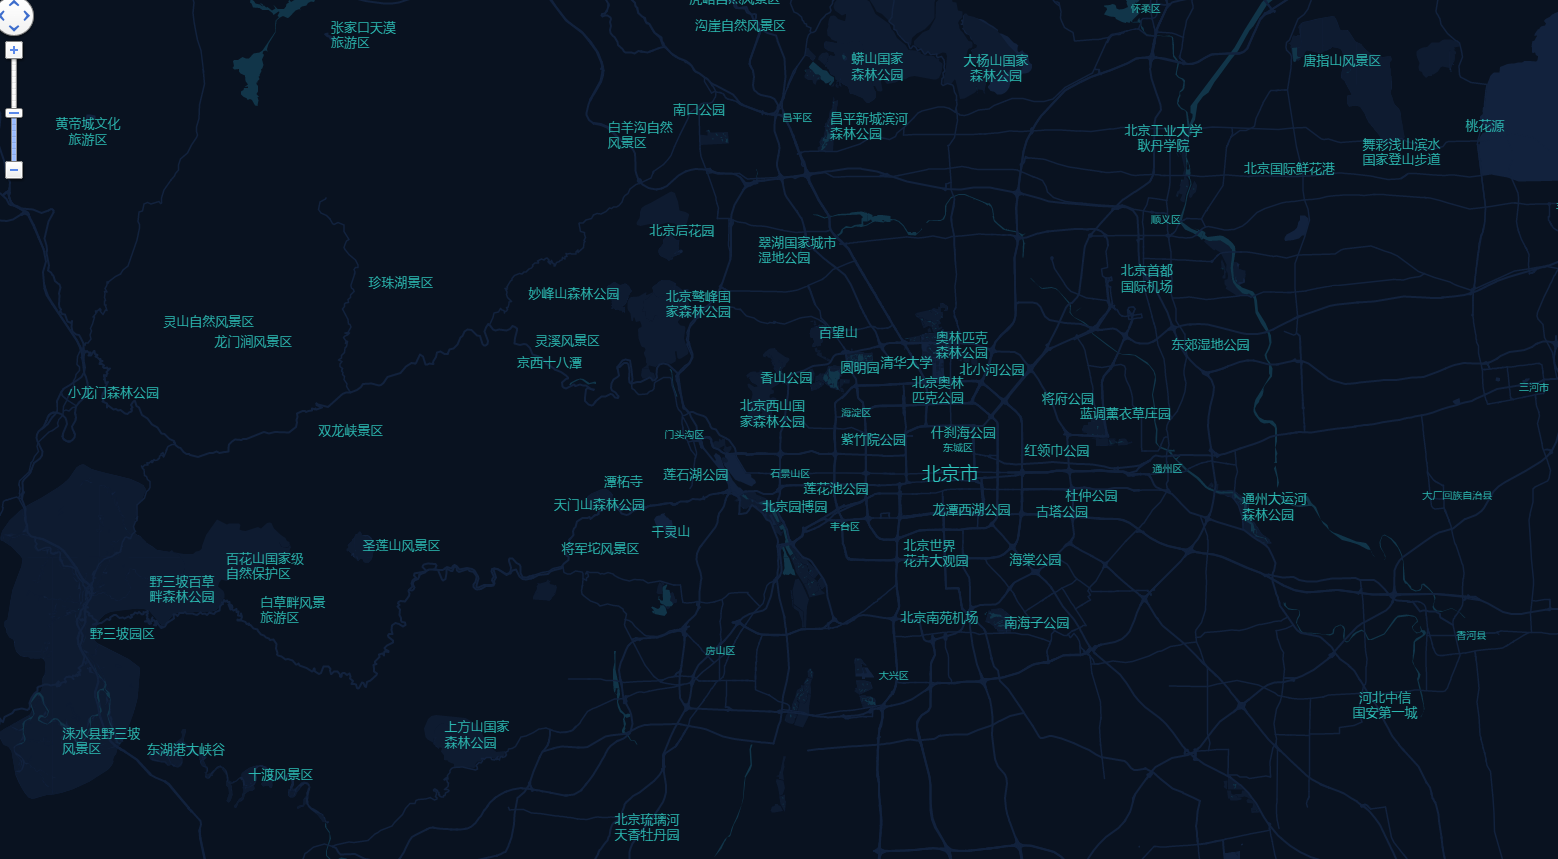 怀柔区
沟崖自然风景区
张家口天漠
旅游区
蟒山国家
森林公园
大杨山国家
森林公园
唐指山风景区
南口公园
昌平区
昌平新城滨河
森林公园
黄帝城文化
旅游区
白羊沟自然
风景区
北京工业大学
耿丹学院
桃花源
舞彩浅山滨水
国家登山步道
北京国际鲜花港
顺义区
北京后花园
翠湖国家城市
湿地公园
北京首都
国际机场
珍珠湖景区
妙峰山森林公园
北京鹫峰国
家森林公园
灵山自然风景区
龙门涧风景区
灵溪风景区
京西十八潭
百望山
奥林匹克
森林公园
东郊湿地公园
圆明园
清华大学
北小河公园
香山公园
北京奥林
匹克公园
三河市
小龙门森林公园
北京西山国
家森林公园
海淀区
将府公园
蓝调薰衣草庄园
双龙峡景区
门头沟区
紫竹院公园
什刹海公园
东城区
红领巾公园
潭柘寺
莲石湖公园
石景山区
北京市
通州区
莲花池公园
天门山森林公园
北京园博园
龙潭西湖公园
杜仲公园
古塔公园
通州大运河
森林公园
大厂回族自治县
千灵山
丰台区
圣莲山风景区
将军坨风景区
北京世界
花卉大观园
海棠公园
百花山国家级
自然保护区
野三坡百草
畔森林公园
白草畔风景
旅游区
北京南苑机场
南海子公园
野三坡园区
香河县
房山区
大兴区
河北中信
国安第一城
涞水县野三坡
风景区
东湖港大峡谷
上方山国家
森林公园
十渡风景区
北京琉璃河
天香牡丹园